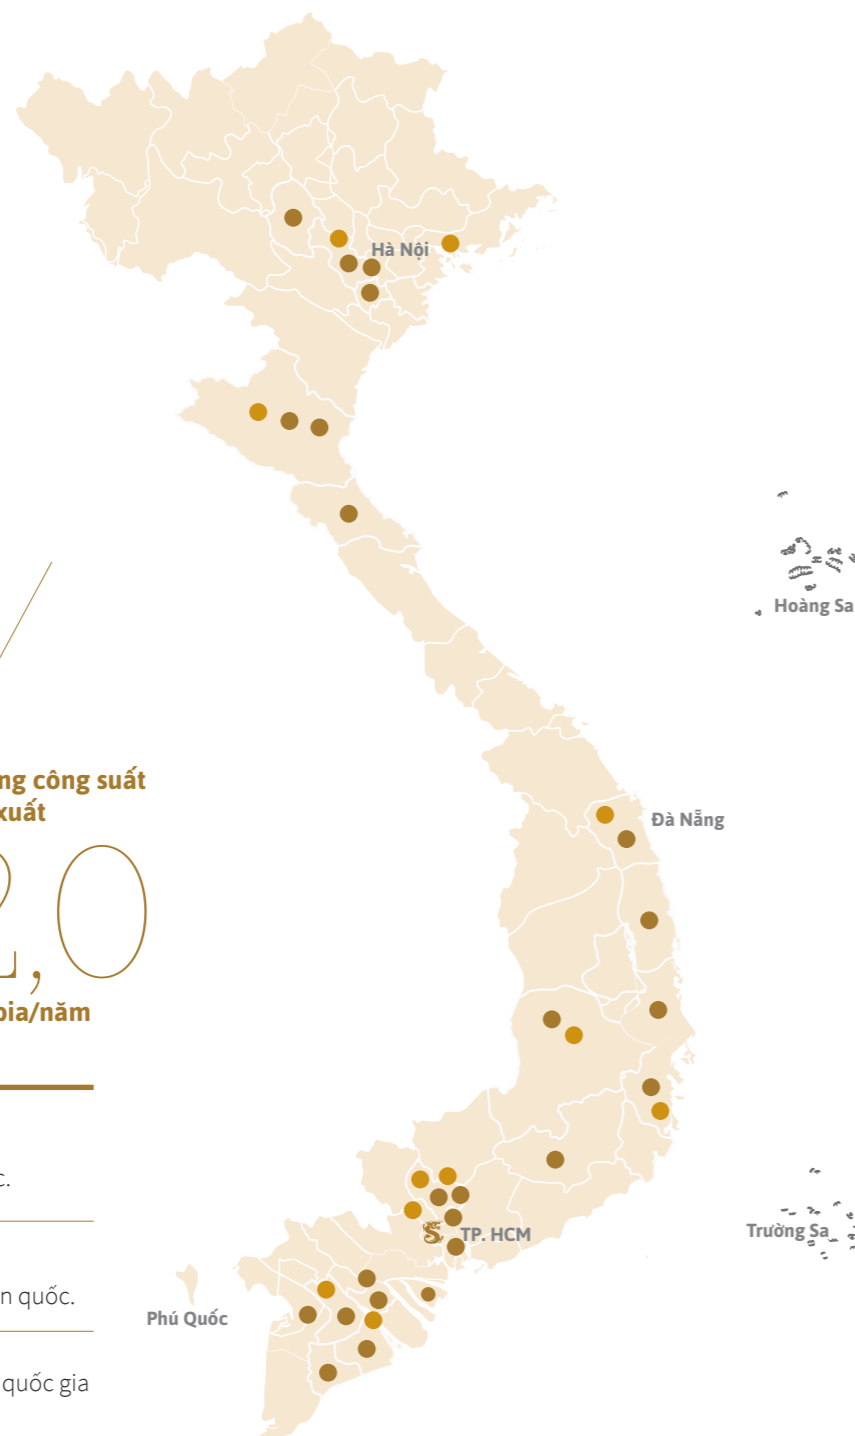 Hà Nội
Hoàng Sa
ng công suất
xuất
Đà Nẵng
2,0
bia/năm
c.
Trường Sa
TP. HCM
n quốc.
Phú Quốc
quốc gia